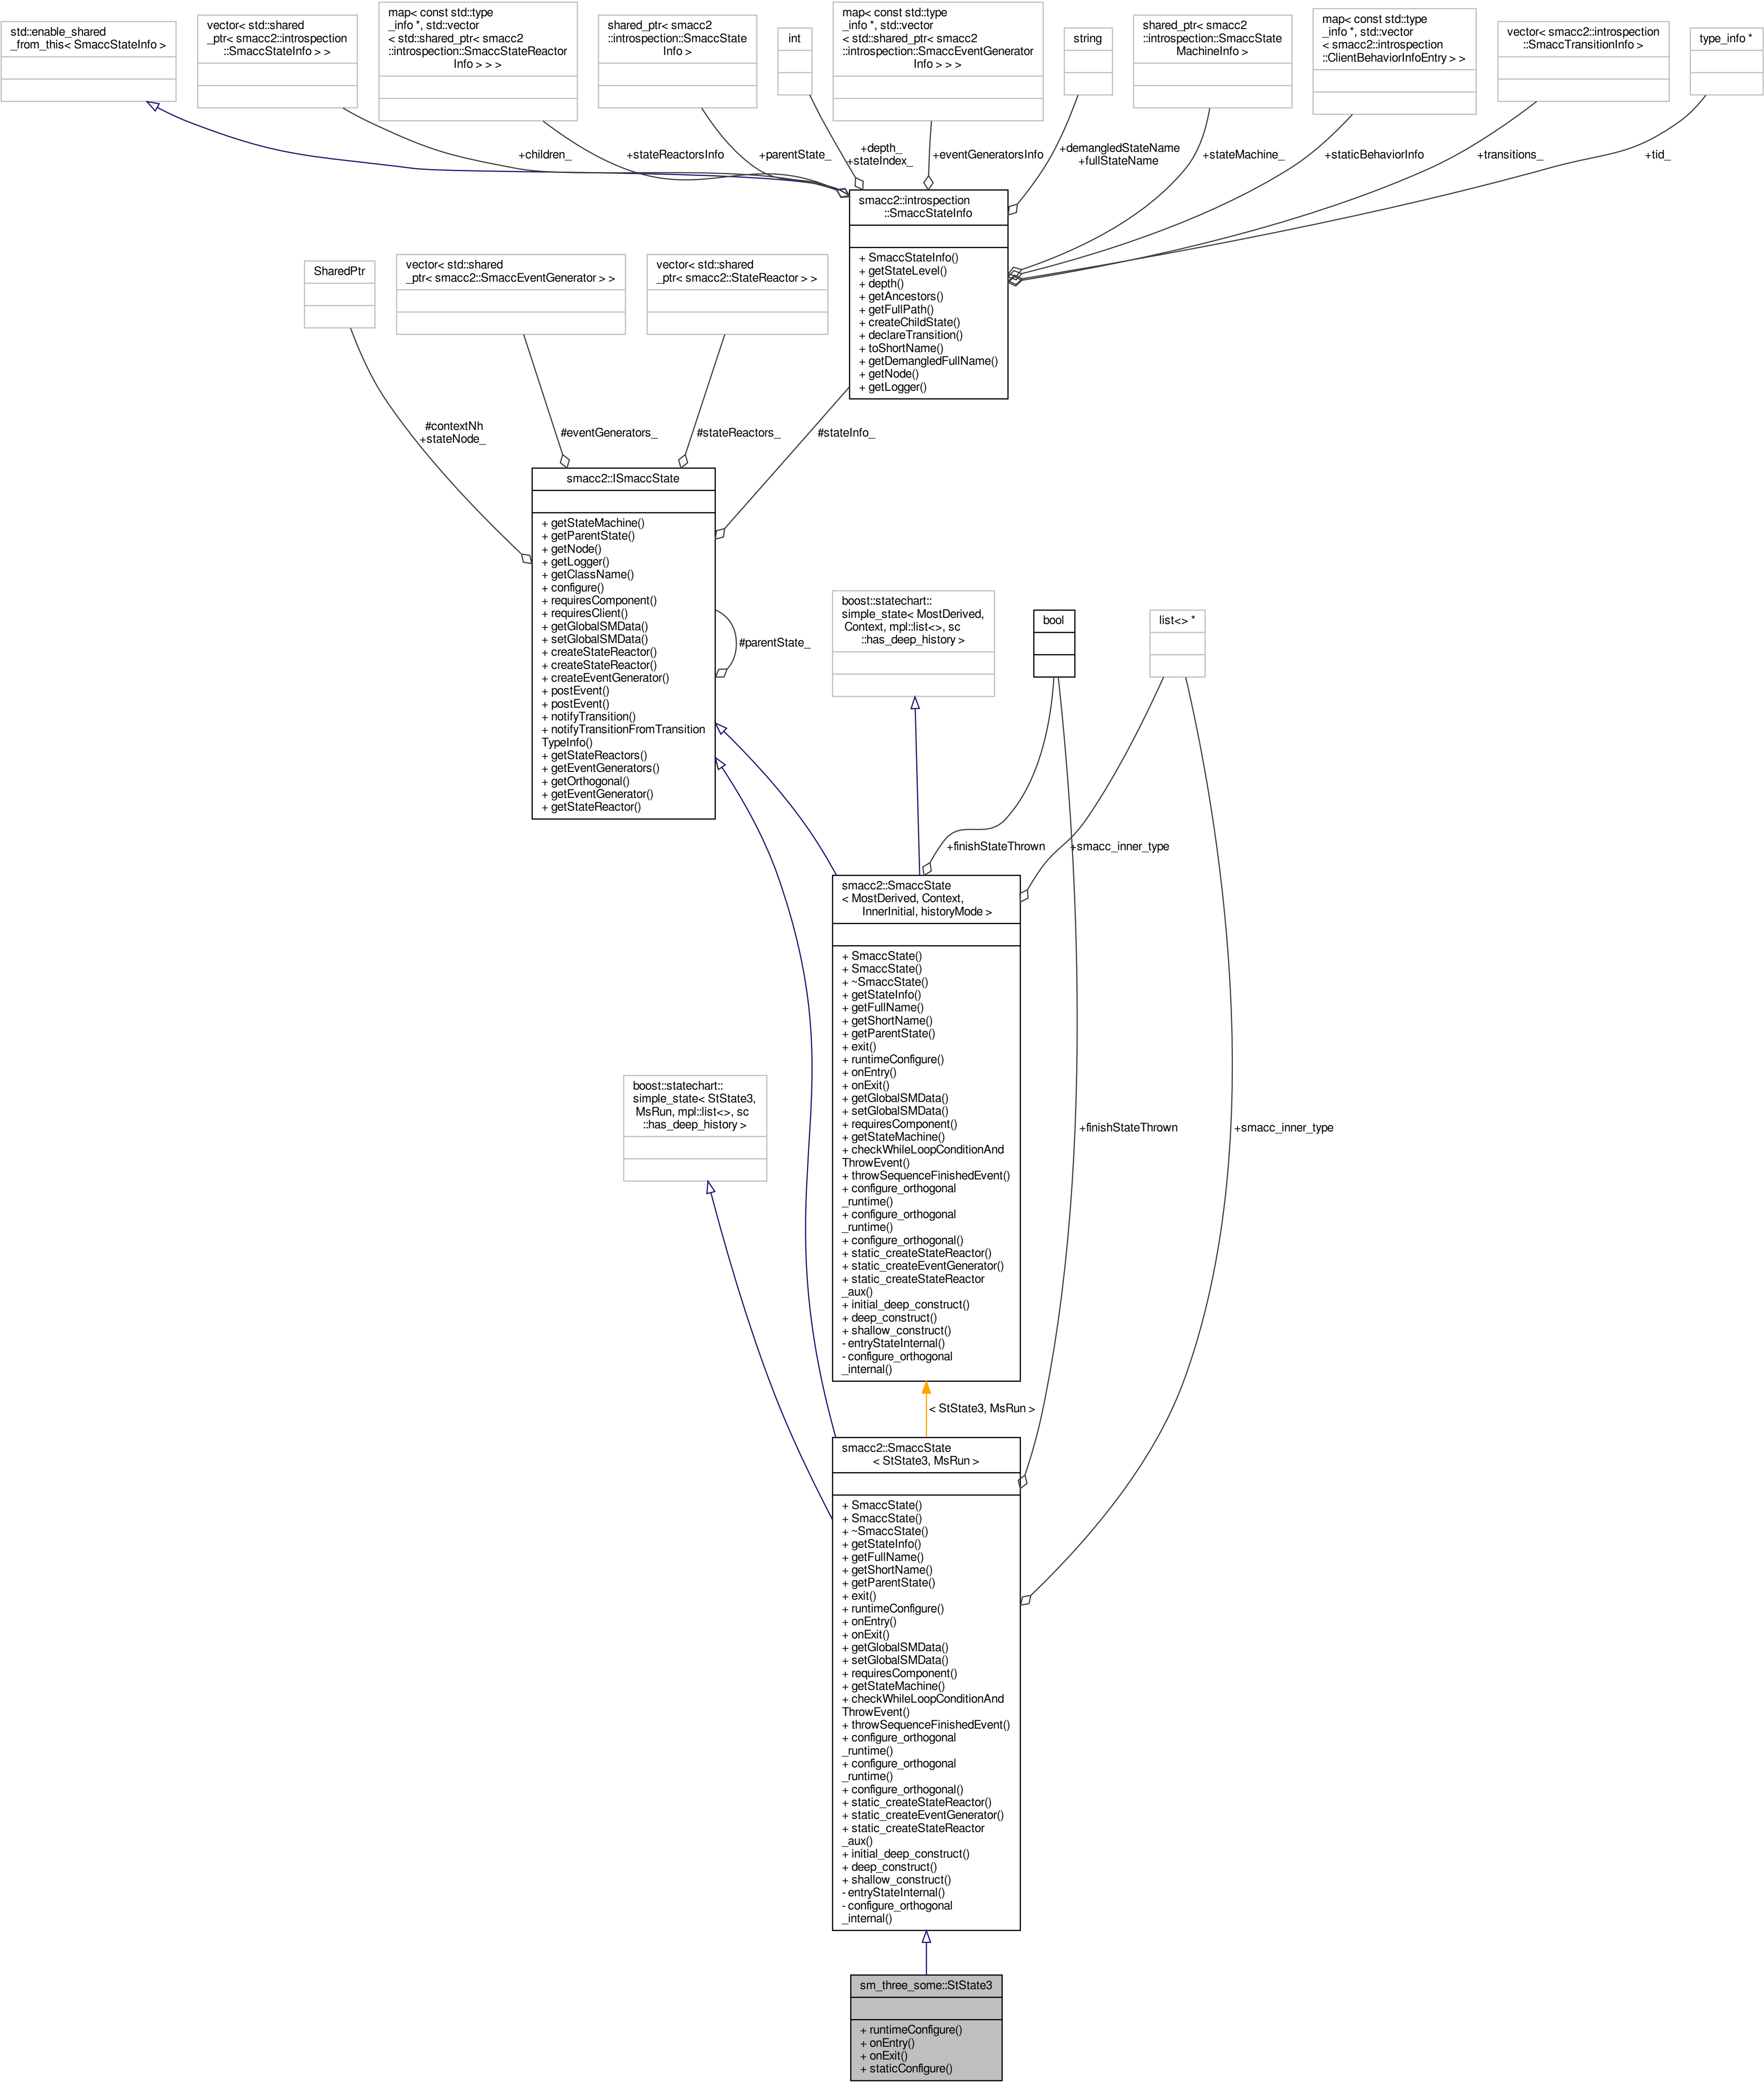 std::enable_shared
_from_this< SmaccStateInfo >
vector< std::shared
_ptr< smacc2::introspection
::SmaccStateInfo > >
map< const std::type
_info *, std::vector
< std::shared_ptr< smacc2
::introspection::SmaccStateReactor
Info > > >
shared_ptr< smacc2
::introspection::SmaccState
Info >
int
map< const std::type
_info *, std::vector
< std::shared_ptr< smacc2
::introspection::SmaccEventGenerator
Info > > >
string
shared_ptr< smacc2
::introspection::SmaccState
MachineInfo >
map< const std::type
_info *, std::vector
< smacc2::introspection
::ClientBehaviorInfoEntry > >
vector< smacc2::introspection
::SmaccTransitionInfo >
type_info *
+children_
+stateReactorsInfo
+parentState_
+depth_
+stateIndex_
+eventGeneratorsInfo
+demangledStateName
+fullStateName
+stateMachine_
+staticBehaviorInfo
+transitions_
+tid_
smacc2::introspection
::SmaccStateInfo
+ SmaccStateInfo()
+ getStateLevel()
+ depth()
+ getAncestors()
+ getFullPath()
+ createChildState()
+ declareTransition()
+ toShortName()
+ getDemangledFullName()
+ getNode()
+ getLogger()
SharedPtr
vector< std::shared
_ptr< smacc2::SmaccEventGenerator > >
vector< std::shared
_ptr< smacc2::StateReactor > >
#contextNh
+stateNode_
#eventGenerators_
#stateReactors_
#stateInfo_
smacc2::ISmaccState
+ getStateMachine()
+ getParentState()
+ getNode()
+ getLogger()
+ getClassName()
+ configure()
+ requiresComponent()
+ requiresClient()
+ getGlobalSMData()
+ setGlobalSMData()
+ createStateReactor()
+ createStateReactor()
+ createEventGenerator()
+ postEvent()
+ postEvent()
+ notifyTransition()
+ notifyTransitionFromTransition
TypeInfo()
+ getStateReactors()
+ getEventGenerators()
+ getOrthogonal()
+ getEventGenerator()
+ getStateReactor()
#parentState_
boost::statechart::
simple_state< MostDerived,
Context, mpl::list<>, sc
::has_deep_history >
bool
list<> *
+finishStateThrown
+smacc_inner_type
smacc2::SmaccState
< MostDerived, Context,
InnerInitial, historyMode >
+ SmaccState()
+ SmaccState()
+ ~SmaccState()
+ getStateInfo()
+ getFullName()
+ getShortName()
+ getParentState()
+ exit()
+ runtimeConfigure()
+ onEntry()
+ onExit()
+ getGlobalSMData()
+ setGlobalSMData()
+ requiresComponent()
+ getStateMachine()
+ checkWhileLoopConditionAnd
ThrowEvent()
+ throwSequenceFinishedEvent()
+ configure_orthogonal
_runtime()
+ configure_orthogonal
_runtime()
+ configure_orthogonal()
+ static_createStateReactor()
+ static_createEventGenerator()
+ static_createStateReactor
_aux()
+ initial_deep_construct()
+ deep_construct()
+ shallow_construct()
- entryStateInternal()
- configure_orthogonal
_internal()
boost::statechart::
simple_state< StState3,
MsRun, mpl::list<>, sc
::has_deep_history >
+finishStateThrown
+smacc_inner_type
< StState3, MsRun >
smacc2::SmaccState
< StState3, MsRun >
+ SmaccState()
+ SmaccState()
+ ~SmaccState()
+ getStateInfo()
+ getFullName()
+ getShortName()
+ getParentState()
+ exit()
+ runtimeConfigure()
+ onEntry()
+ onExit()
+ getGlobalSMData()
+ setGlobalSMData()
+ requiresComponent()
+ getStateMachine()
+ checkWhileLoopConditionAnd
ThrowEvent()
+ throwSequenceFinishedEvent()
+ configure_orthogonal
_runtime()
+ configure_orthogonal
_runtime()
+ configure_orthogonal()
+ static_createStateReactor()
+ static_createEventGenerator()
+ static_createStateReactor
_aux()
+ initial_deep_construct()
+ deep_construct()
+ shallow_construct()
- entryStateInternal()
- configure_orthogonal
_internal()
sm_three_some::StState3
+ runtimeConfigure()
+ onEntry()
+ onExit()
+ staticConfigure()